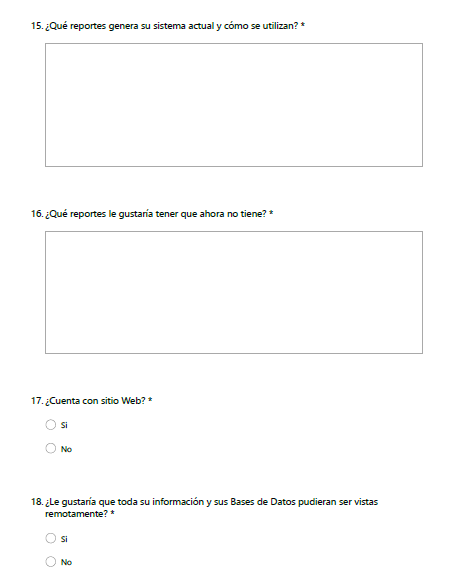 15. ¿Qué reportes genera su sistema actual y cómo se utilizan? *
16. ¿Qué reportes le gustaría tener que ahora no tiene? *
17. ¿Cuenta con sitio Web? *
Si
No
18. ¿Le gustaría que toda su información y sus Bases de Datos pudieran ser vistas
remotamente? *
Si
No